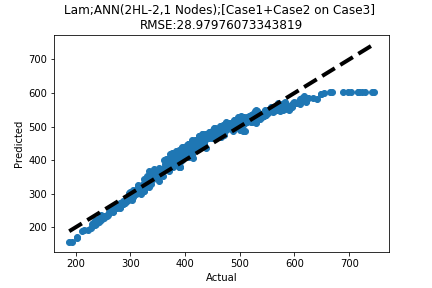 Lam;ANN(2HL-2,1 Nodes);[Case1+Case2 on Case3]
RMSE:28.97976073343819
700
600
500
400
300
200
Predicted
200 300 400 500 600 700
Actual